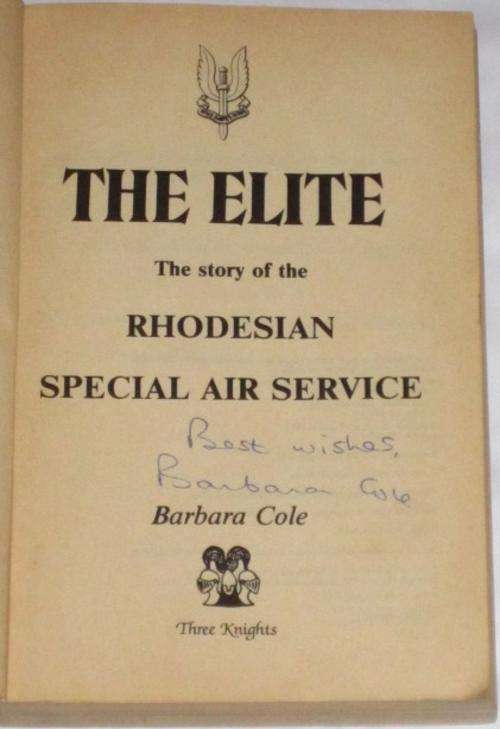 THE ELITE
The story of the
RHODESIAN
SPECIAL AIR SERVICE
Best wishes,
Barbara Cole
Barbara Cole
Three Knights